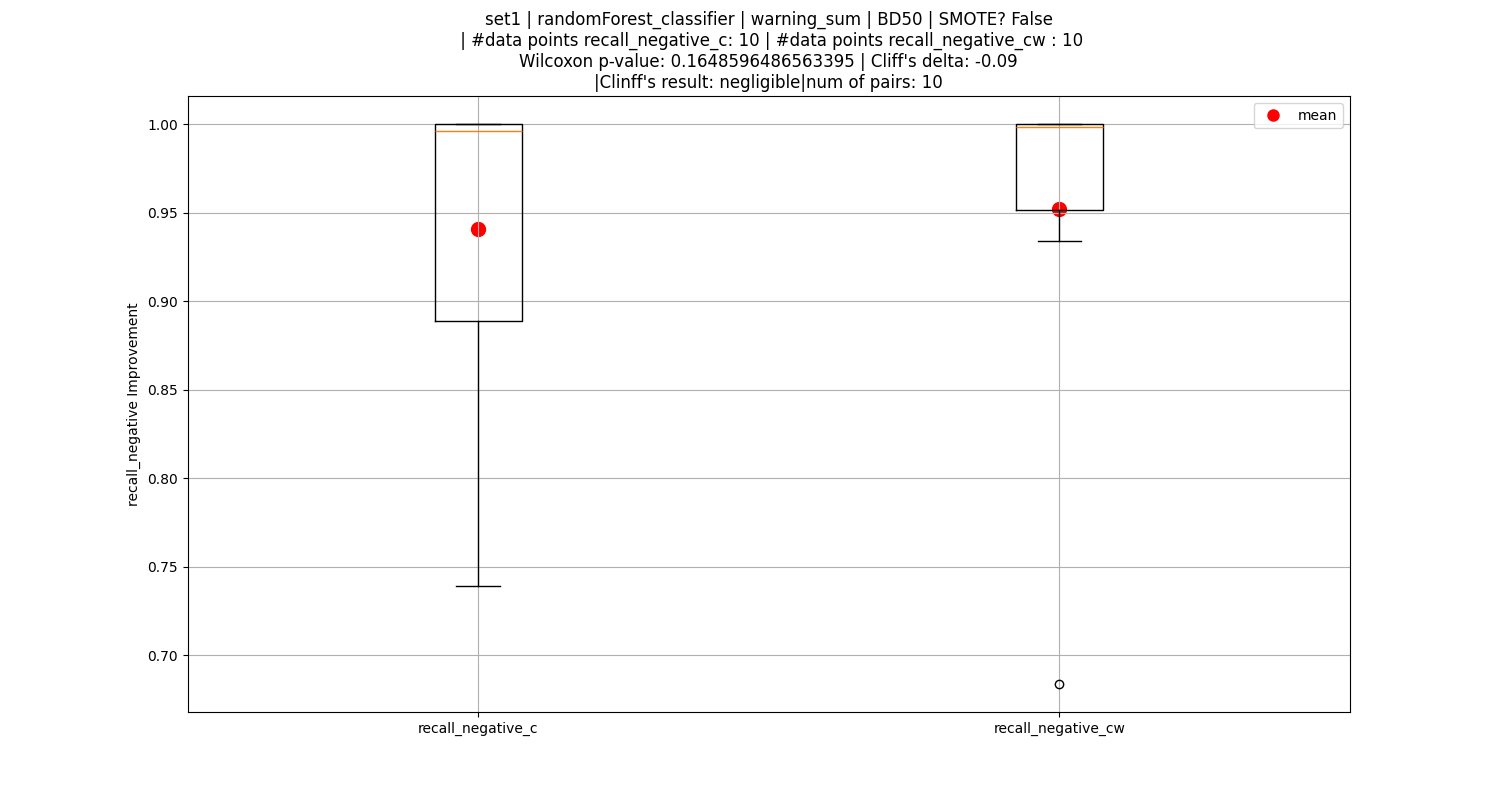 set1 | randomForest_classifier | warning_sum | BD50 | SMOTE? False
| #data points recall_negative_c: 10 | #data points recall_negative_cw : 10
Wilcoxon p-value: 0.1648596486563395 | Cliff's delta: -0.09
|Clinff's result: negligible|num of pairs: 10
mean
1.00
0.95
0.90
0.85
0.80
0.75
0.70
recall_negative Improvement
recall_negative_c
recall_negative_cw